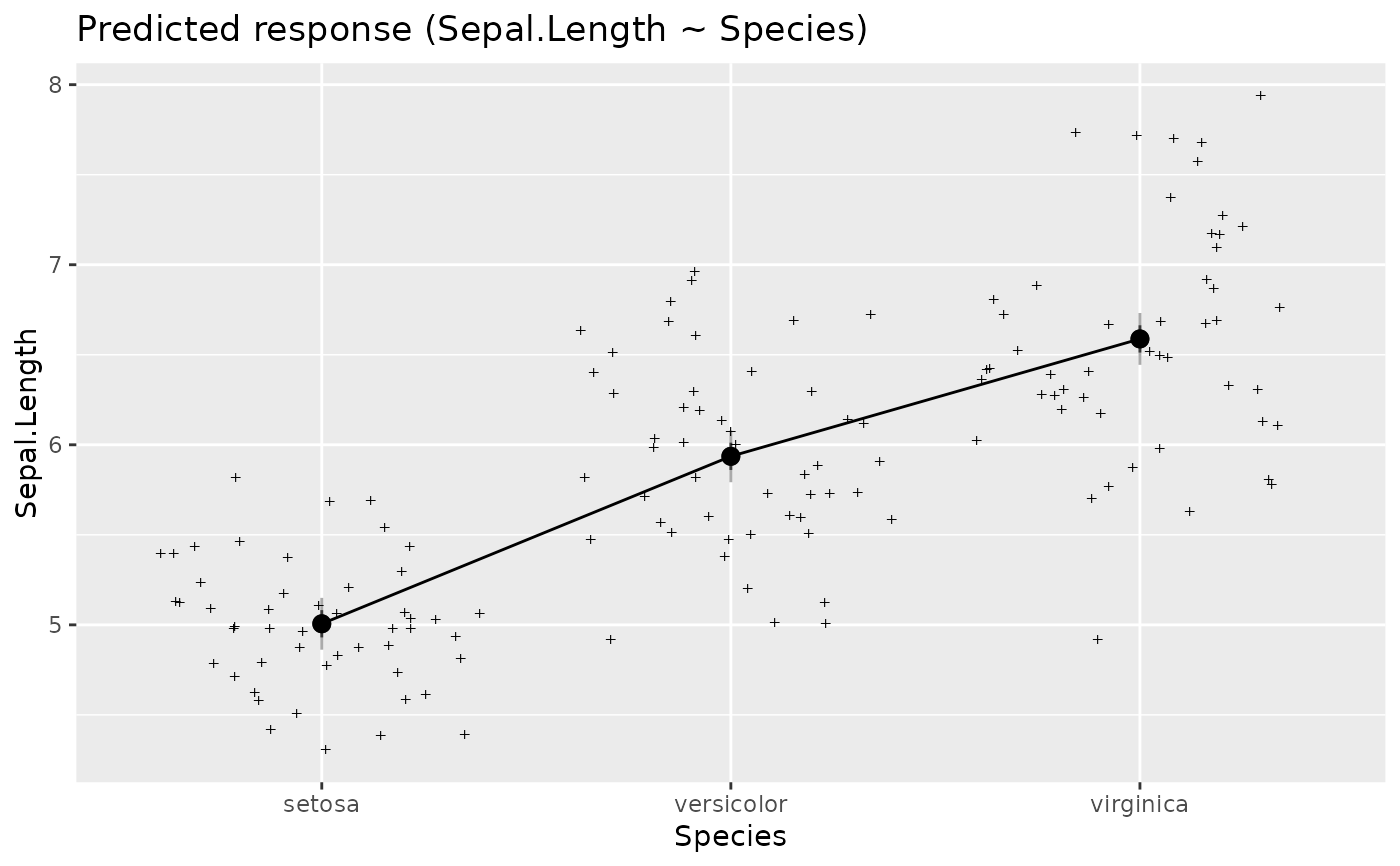 Predicted response (Sepal.Length ~ Species)
8
7
6
5
Sepal.Length
setosa versicolor virginica
Species